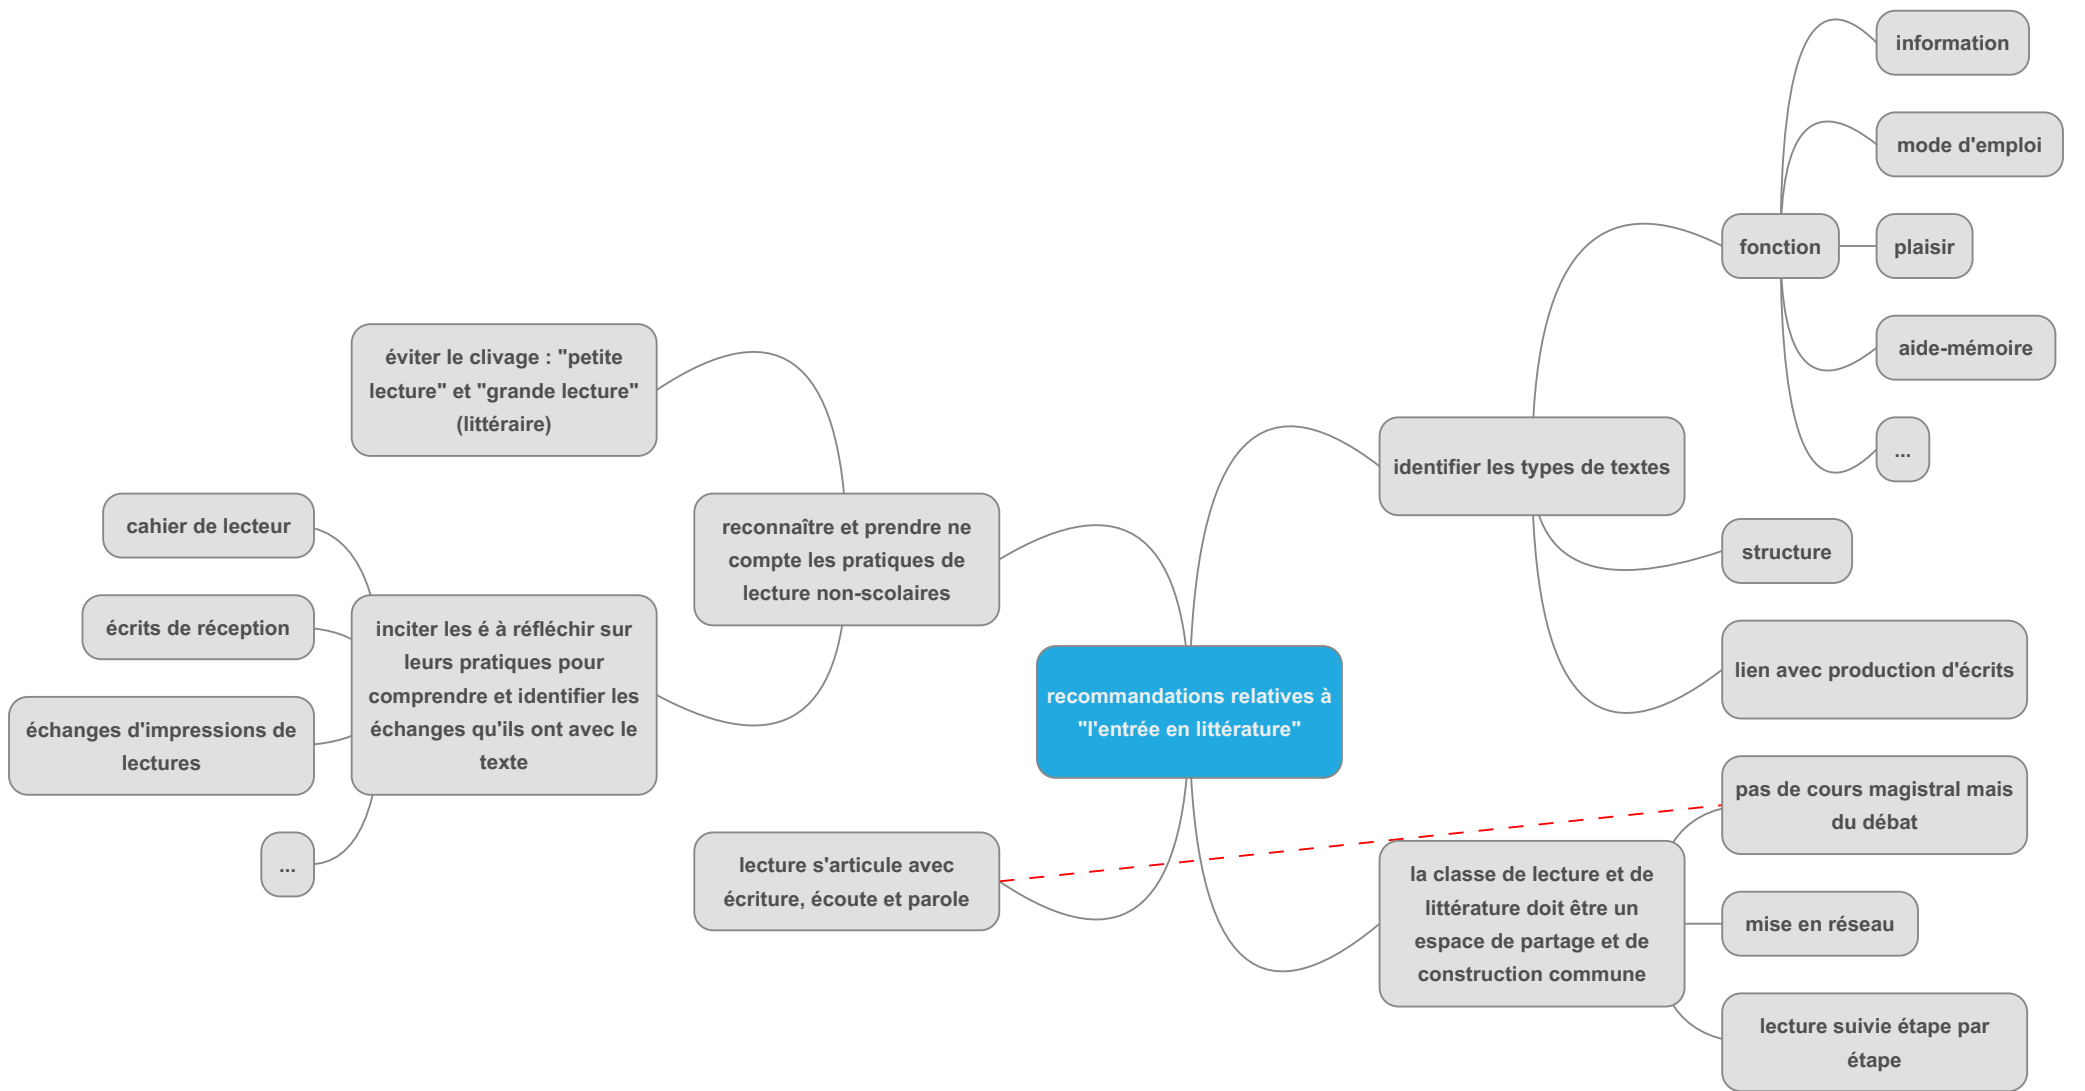 recommandations relatives à
"l'entrée en littérature"
identifier les types de textes
fonction
information
mode d'emploi
plaisir
aide-mémoire
...
structure
lien avec production d'écrits
la classe de lecture et de
littérature doit être un
espace de partage et de
construction commune
pas de cours magistral mais
du débat
mise en réseau
lecture suivie étape par
étape
reconnaître et prendre ne
compte les pratiques de
lecture non-scolaires
éviter le clivage : "petite
lecture" et "grande lecture"
(littéraire)
inciter les é à réfléchir sur
leurs pratiques pour
comprendre et identifier les
échanges qu'ils ont avec le
texte
cahier de lecteur
écrits de réception
échanges d'impressions de
lectures
...
lecture s'articule avec
écriture, écoute et parole